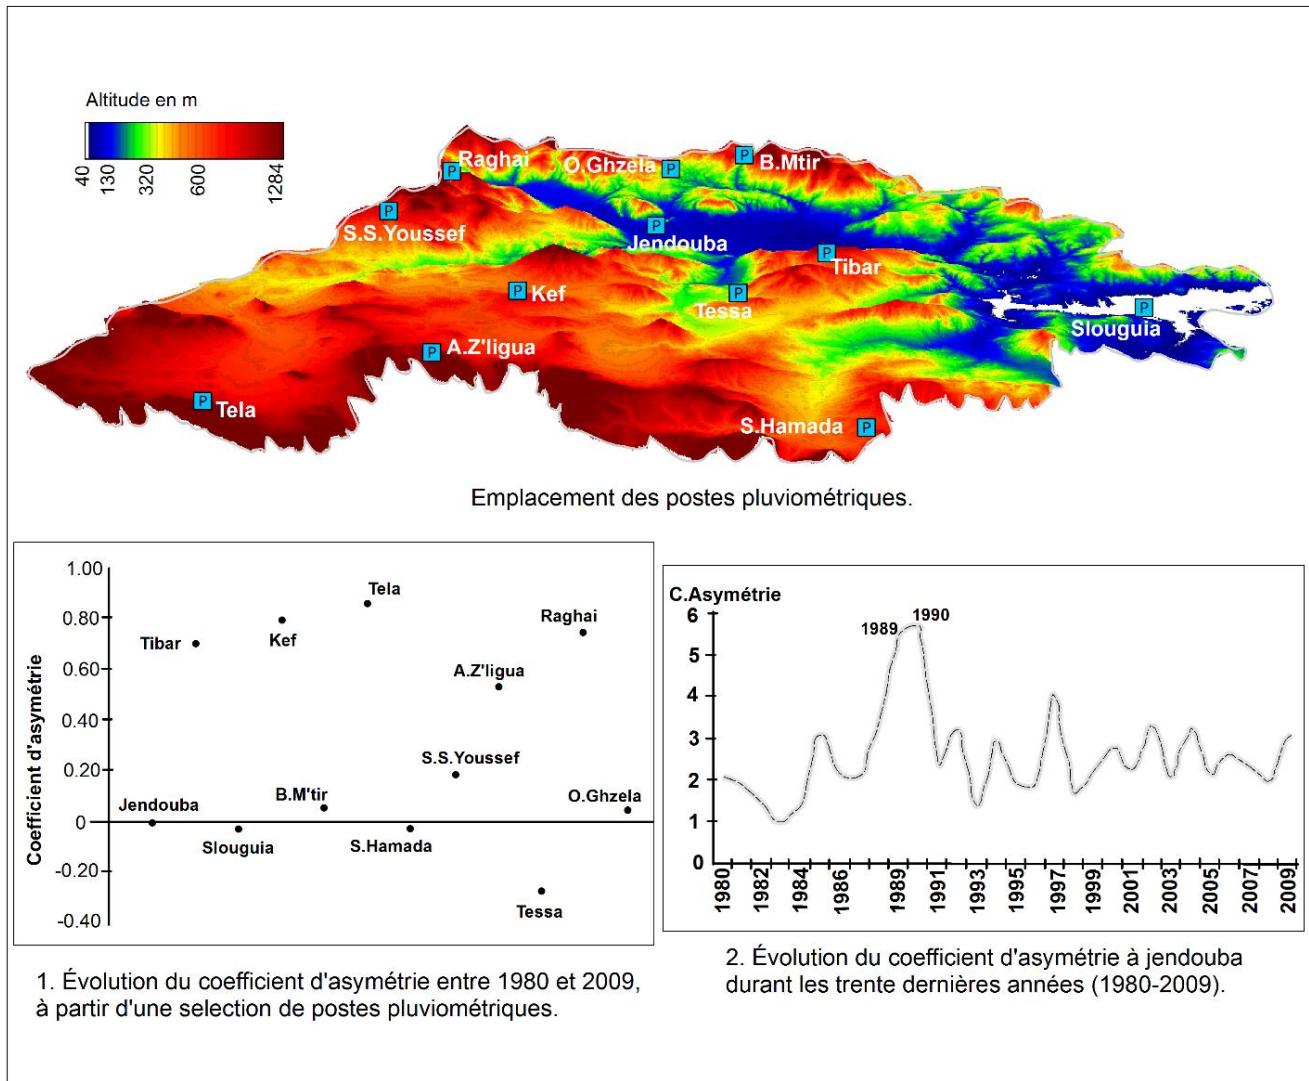 Altitude en m
40
130
320
600
1284
Raghai
O.Ghzela
P
B.Mtir
P
P
P
S.S.Youssef
P
Jendouba
P
Tibar
P
Kef
P
Tessa
P
Slouguia
P
A.Z'ligua
P
Tela
S.Hamada
P
Emplacement des postes pluviométriques.
Coefficient d'asymétrie
1.00
0.80
0.60
0.40
0.20
0
-0.20
-0.40
Tela
Raghai
Tibar
Kef
A.Z'ligua
S.S.Youssef
Jendouba
B.M'tir
O.Ghzela
Slouguia
S.Hamada
Tessa
1. Évolution du coefficient d'asymétrie entre 1980 et 2009,
à partir d'une selection de postes pluviométriques.
C.Asymétrie
6
5
4
3
2
1
0
1989
1990
1980
1982
1984
1986
1989
1991
1993
1995
1997
1999
2001
2003
2005
2007
2009
2. Évolution du coefficient d'asymétrie à jendouba
durant les trente dernières années (1980-2009).